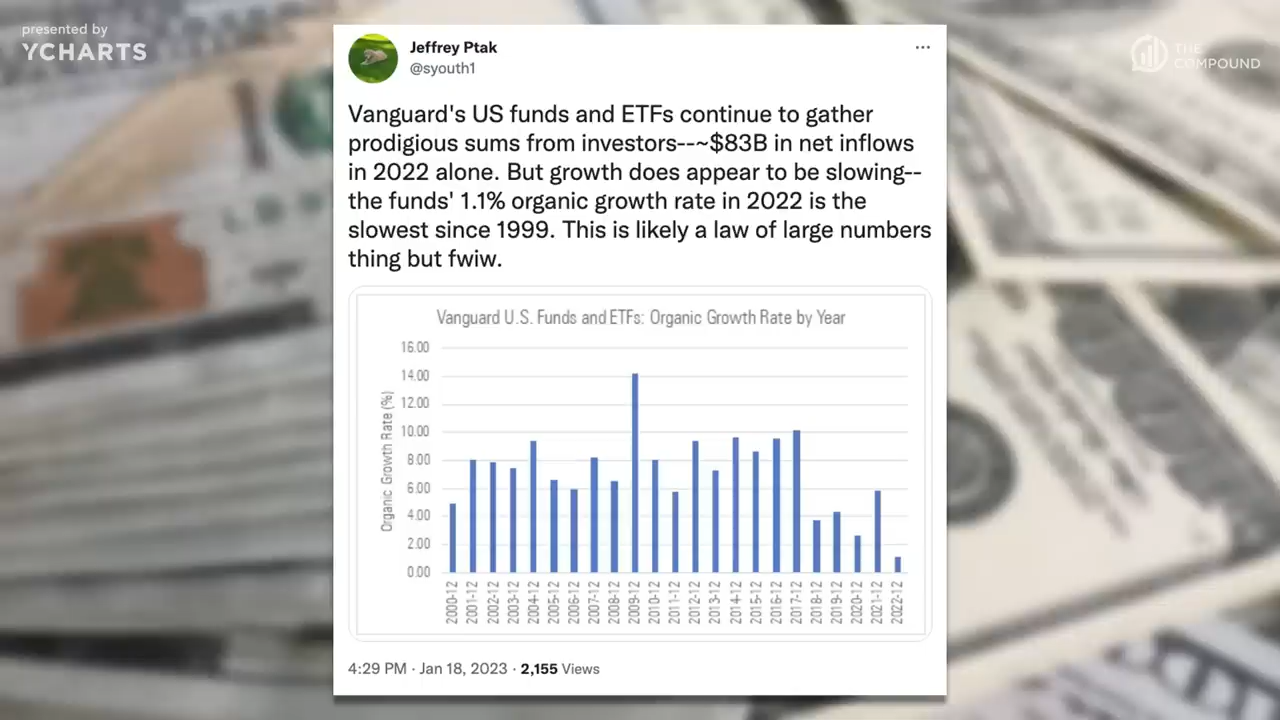 presented by
YCHARTS
THE
COMPOUND
Jeffrey Ptak
@syouth1
Vanguard's US funds and ETFs continue to gather
prodigious sums from investors--~$83B in net inflows
in 2022 alone. But growth does appear to be slowing--
the funds' 1.1% organic growth rate in 2022 is the
slowest since 1999. This is likely a law of large numbers
thing but fwiw.
Vanguard U.S. Funds and ETFs: Organic Growth Rate by Year
Organic Growth Rate (%)
16.00
14.00
12.00
10.00
8.00
6.00
4.00
2.00
0.00
2000-12
2001-12
2002-12
2003-12
2004-12
2005-12
2006-12
2007-12
2008-12
2009-12
2010-12
2011-12
2012-12
2013-12
2014-12
2015-12
2016-12
2017-12
2018-12
2019-12
2020-12
2021-12
2022-12
4:29 PM · Jan 18, 2023 · 2,155 Views